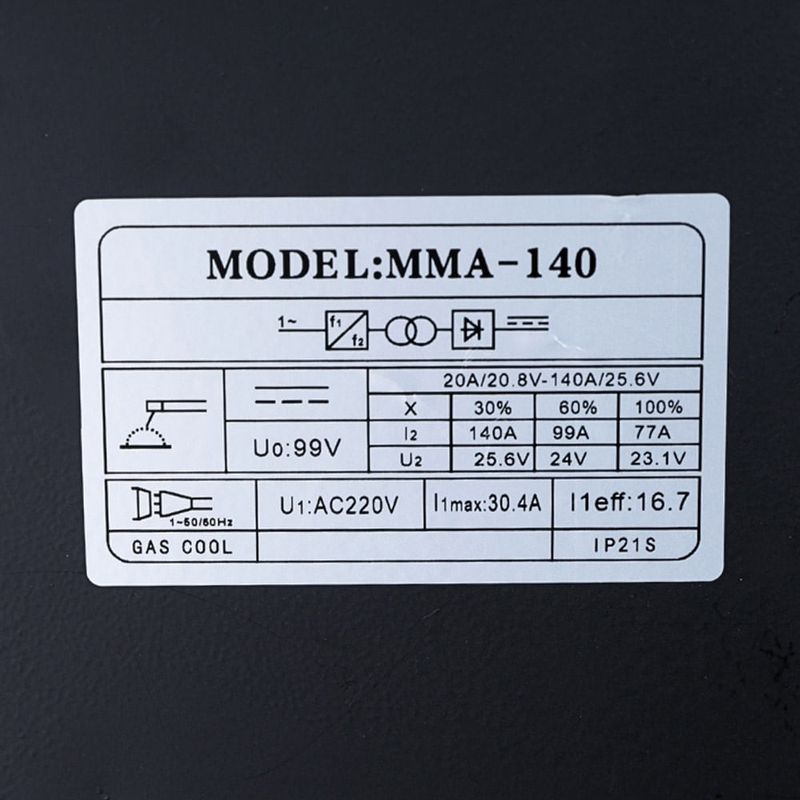 MODEL:MMA-140
1~ f1 f2
20A/20.8V-140A/25.6V
X 30% 60% 100%
U0:99V
I2 140A 99A 77A
U2 25.6V 24V 23.1V
1~50/60Hz
U1:AC220V I1max:30.4A I1eff:16.7
GAS COOL IP21S